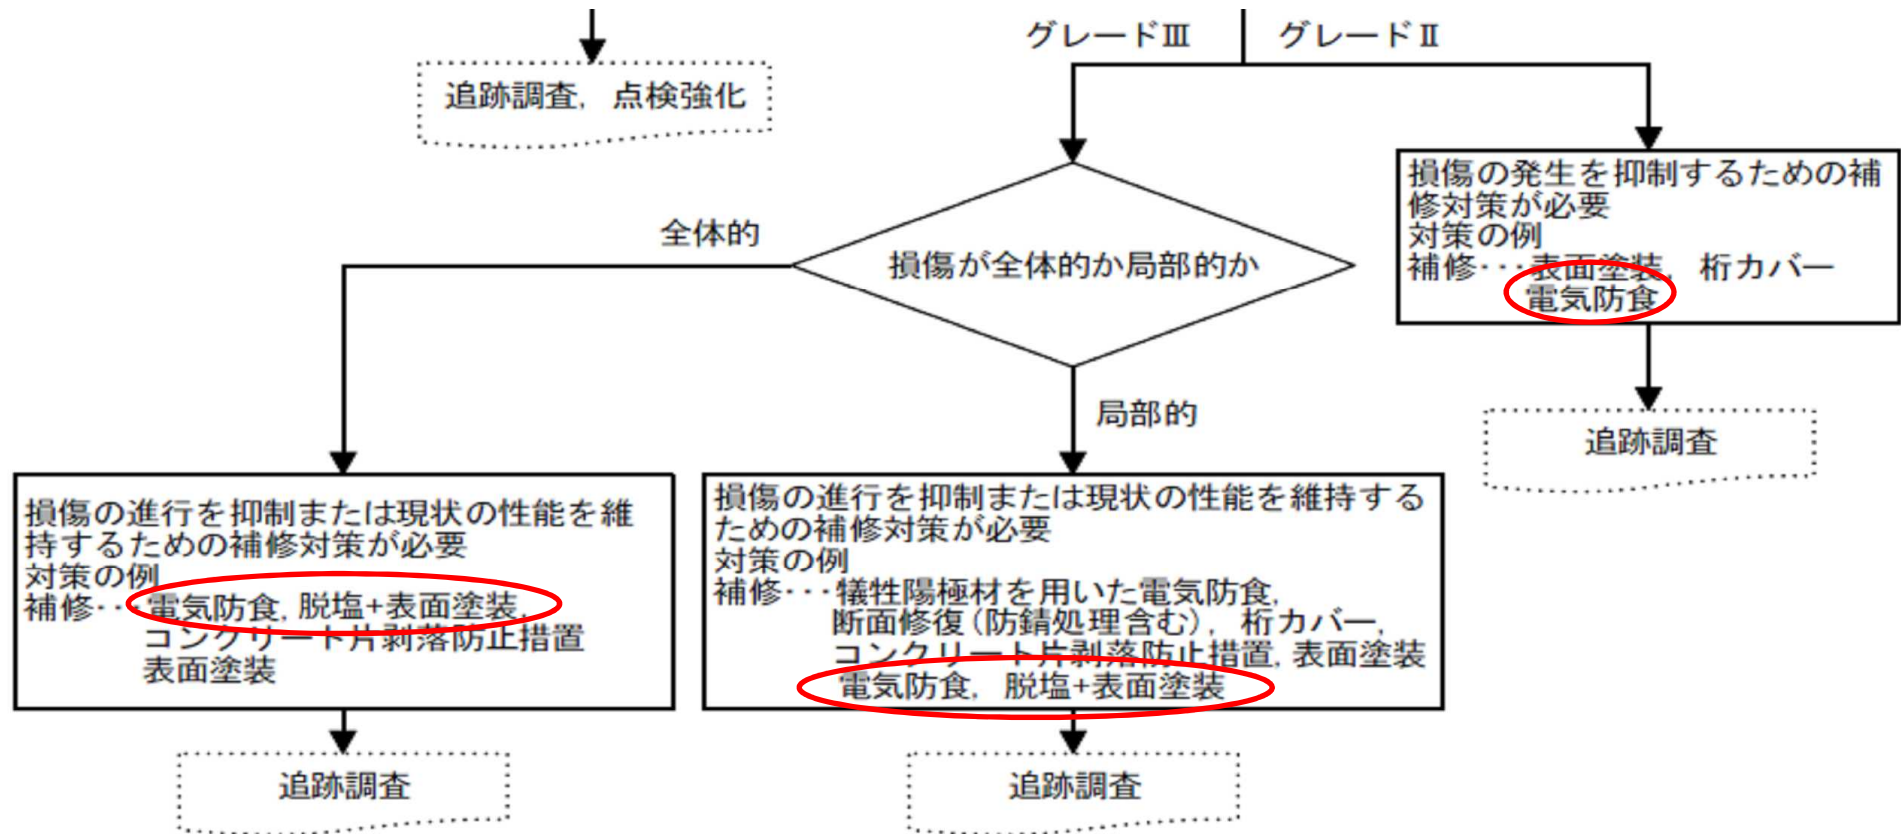 グレードⅢ
グレードⅡ
追跡調査, 点検強化
損傷の発生を抑制するための補
修対策が必要
対策の例
補修･･･表面塗装, 桁カバー
電気防食
全体的
損傷が全体的か局部的か
局部的
追跡調査
損傷の進行を抑制または現状の性能を維
持するための補修対策が必要
対策の例
補修･･･電気防食, 脱塩+表面塗装,
コンクリート片剥落防止措置
表面塗装
損傷の進行を抑制または現状の性能を維持する
ための補修対策が必要
対策の例
補修･･･犠牲陽極材を用いた電気防食,
断面修復(防錆処理含む), 桁カバー,
コンクリート片剥落防止措置, 表面塗装
電気防食, 脱塩+表面塗装
追跡調査
追跡調査